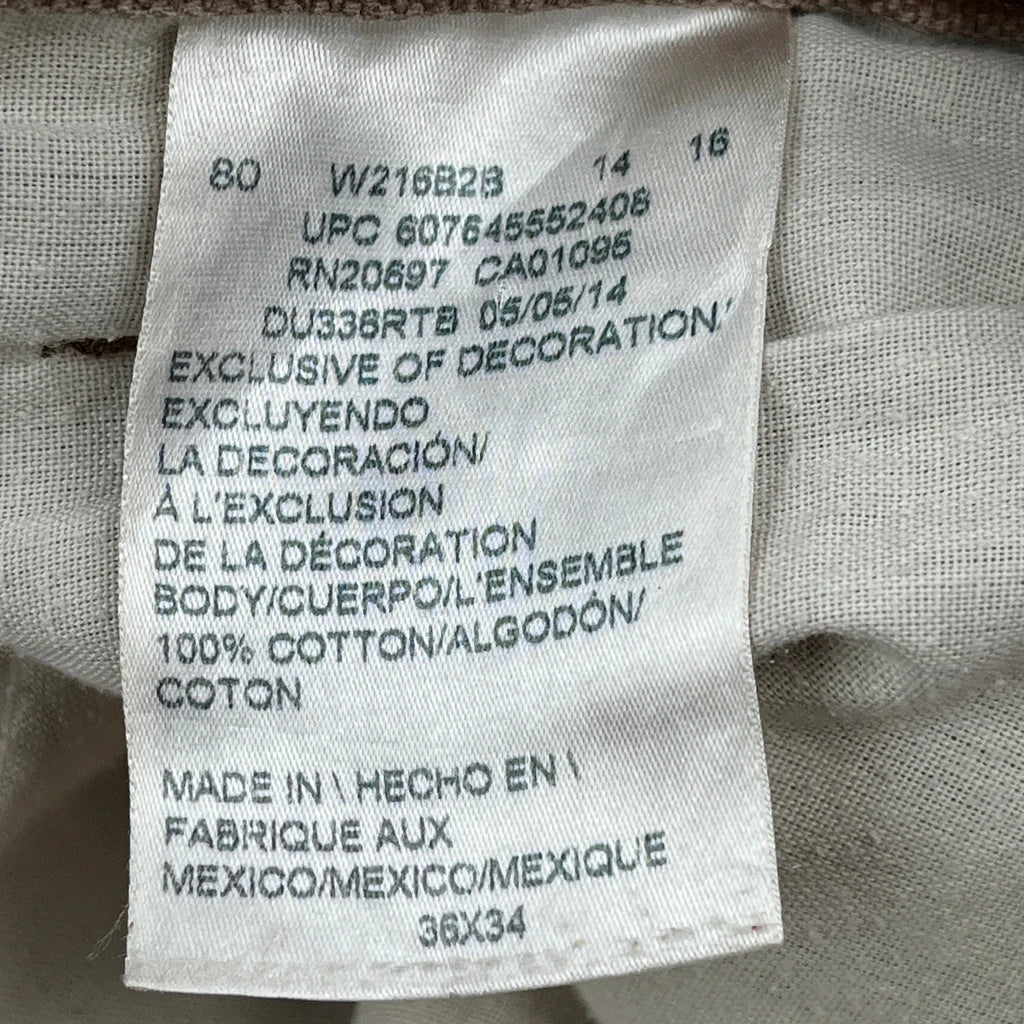 80 W216B2B 14 16
UPC 607645552408
RN20697 CA01095
DU336RTB 05/05/14
EXCLUSIVE OF DECORATION/
EXCLUYENDO
LA DECORACIÓN/
À L'EXCLUSION
DE LA DÉCORATION
BODY/CUERPO/L'ENSEMBLE
100% COTTON/ALGODÓN/
COTON
MADE IN \ HECHO EN \
FABRIQUE AUX
MEXICO/MEXICO/MEXIQUE
36X34